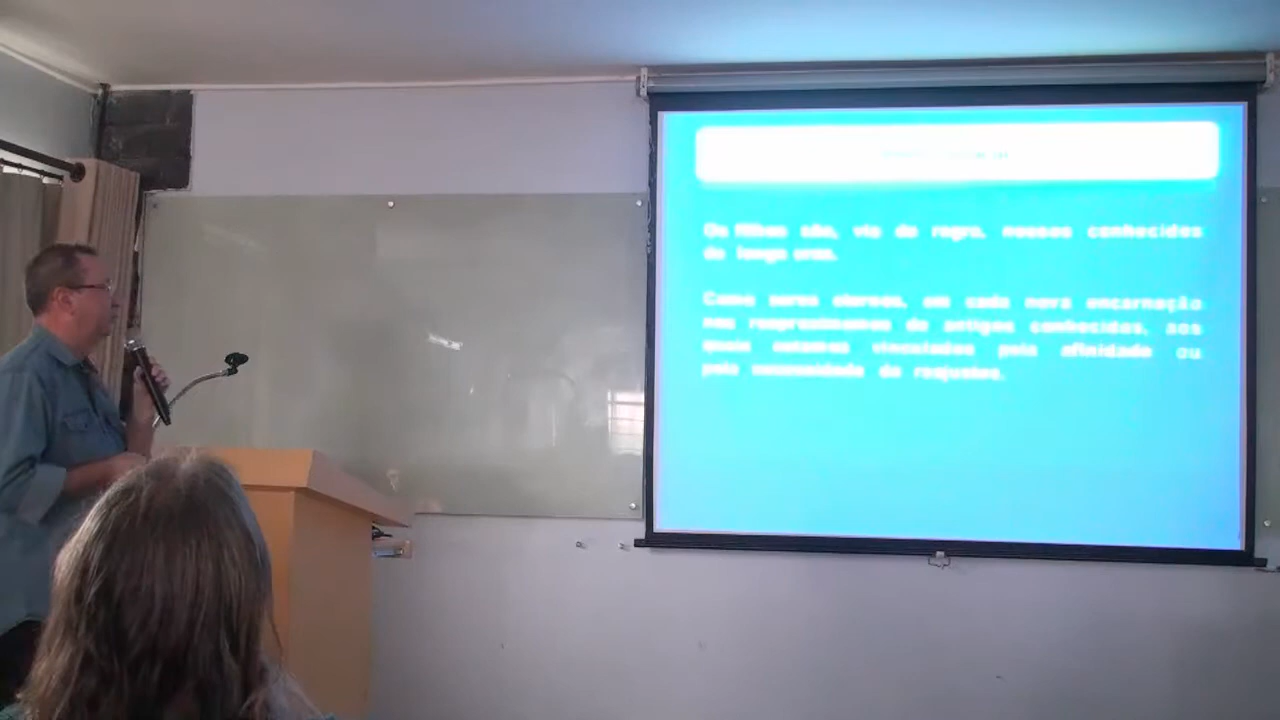 Os filhos são, via de regra, nossos conhecidos
de longa
Como seres eternos, em cada nova encarnação
nos reaproximamos de antigos conhecidos, aos
quais estamos vinculados pela afinidade ou
pela necessidade de reajustes.